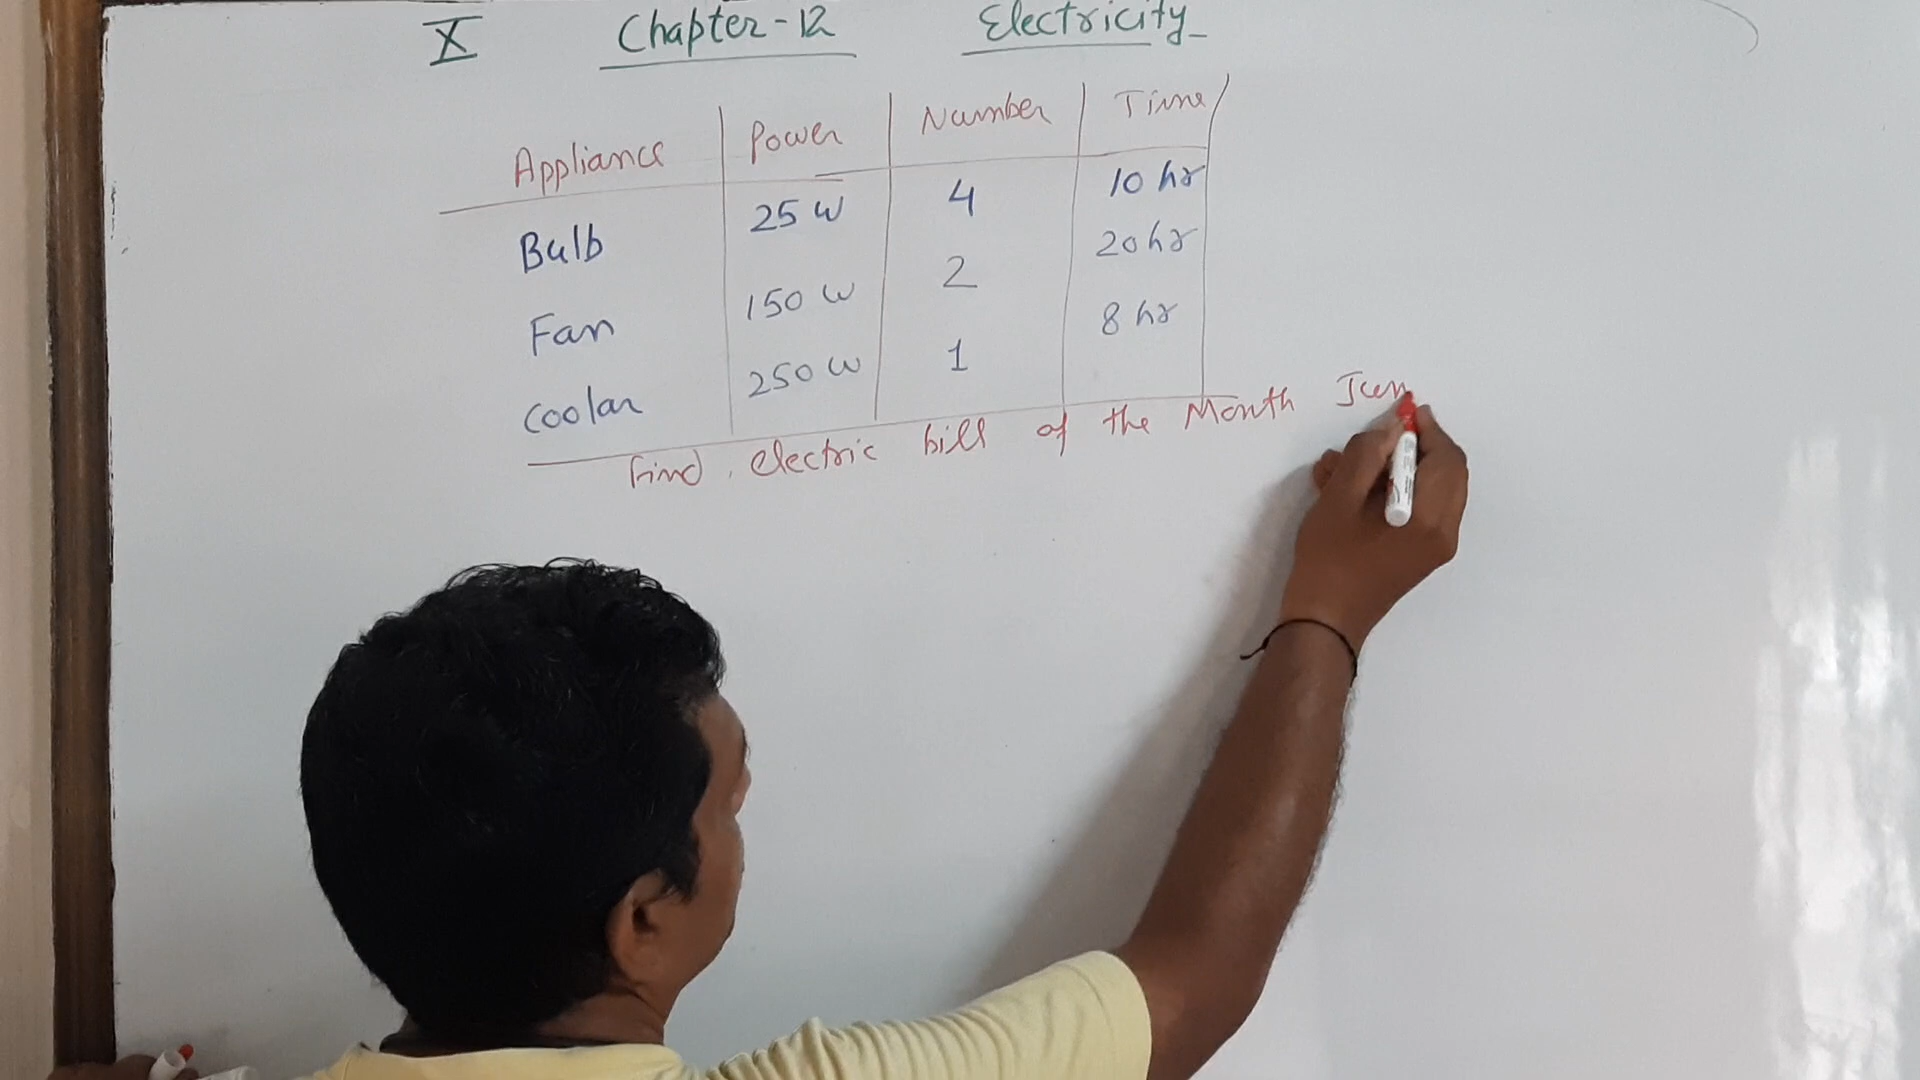 X Chapter-12 Electricity
Appliance Power Number Time
Bulb 25 W 4 10 hr
Fan 150 W 2 20 hr
Coolar 250 W 1 8 hr
Find electric bill of the Month Jun